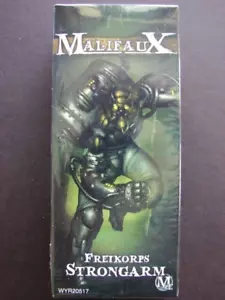 MALIFAUX
FREIKORPS
STRONGARM
WYR20517
M